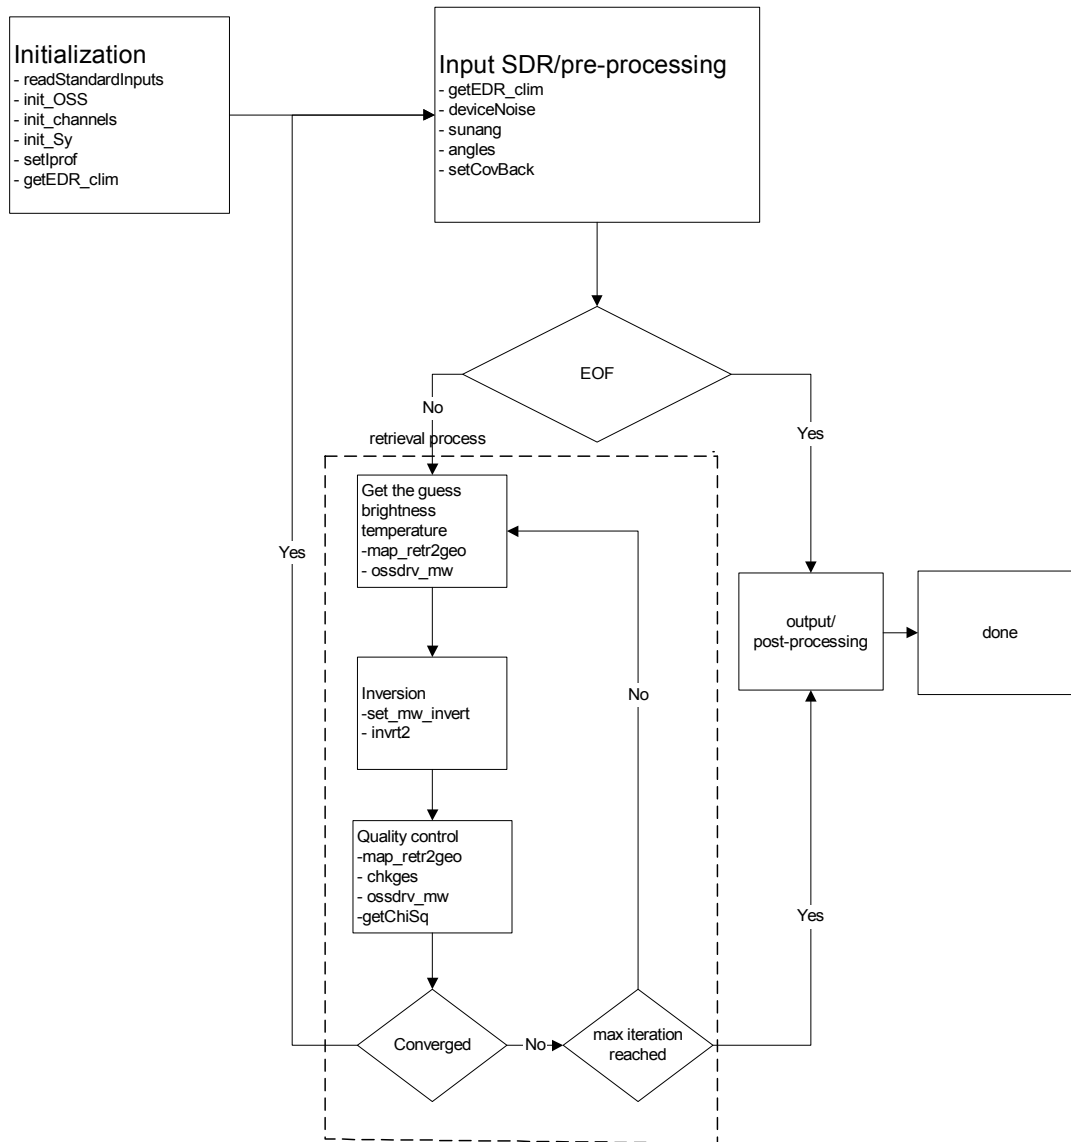 Initialization
- readStandardInputs
- init_OSS
- init_channels
- init_Sy
- setIprof
- getEDR_clim
Input SDR/pre-processing
- getEDR_clim
- deviceNoise
- sunang
- angles
- setCovBack
EOF
No
Yes
retrieval process
Get the guess
brightness
temperature
-map_retr2geo
- ossdrv_mw
Yes
output/
post-processing
done
Inversion
-set_mw_invert
- invrt2
No
Quality control
-map_retr2geo
- chkges
- ossdrv_mw
-getChiSq
Yes
Converged
No
max iteration
reached